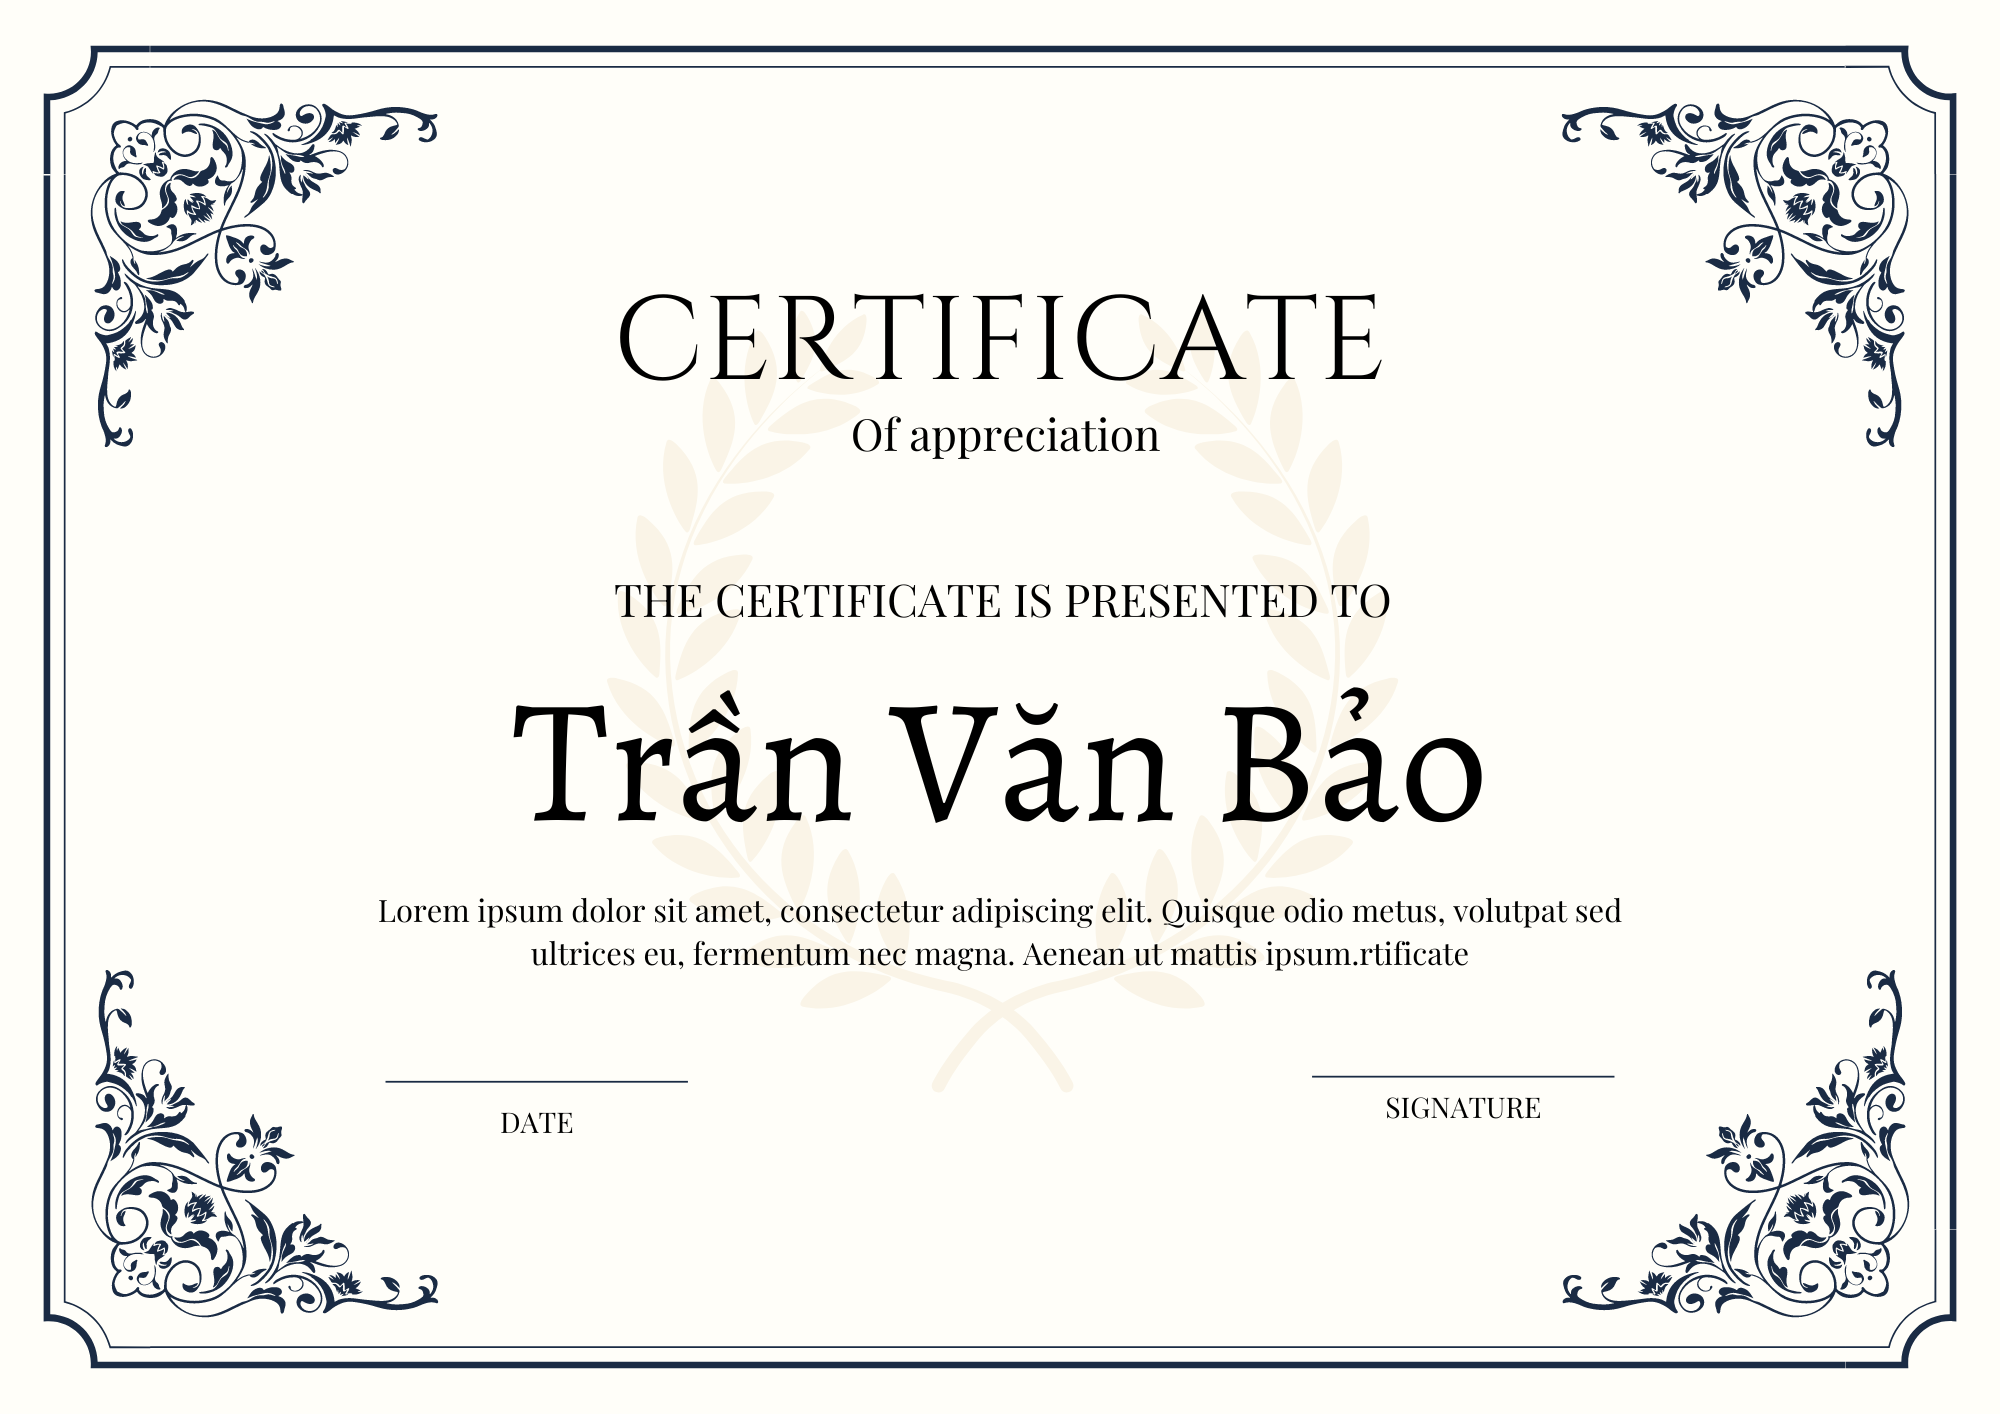 CERTIFICATE
Of appreciation
THE CERTIFICATE IS PRESENTED TO
Trần Văn Bảo
Lorem ipsum dolor sit amet, consectetur adipiscing elit. Quisque odio metus, volutpat sed
ultrices eu, fermentum nec magna. Aenean ut mattis ipsum.rtificate
DATE
SIGNATURE